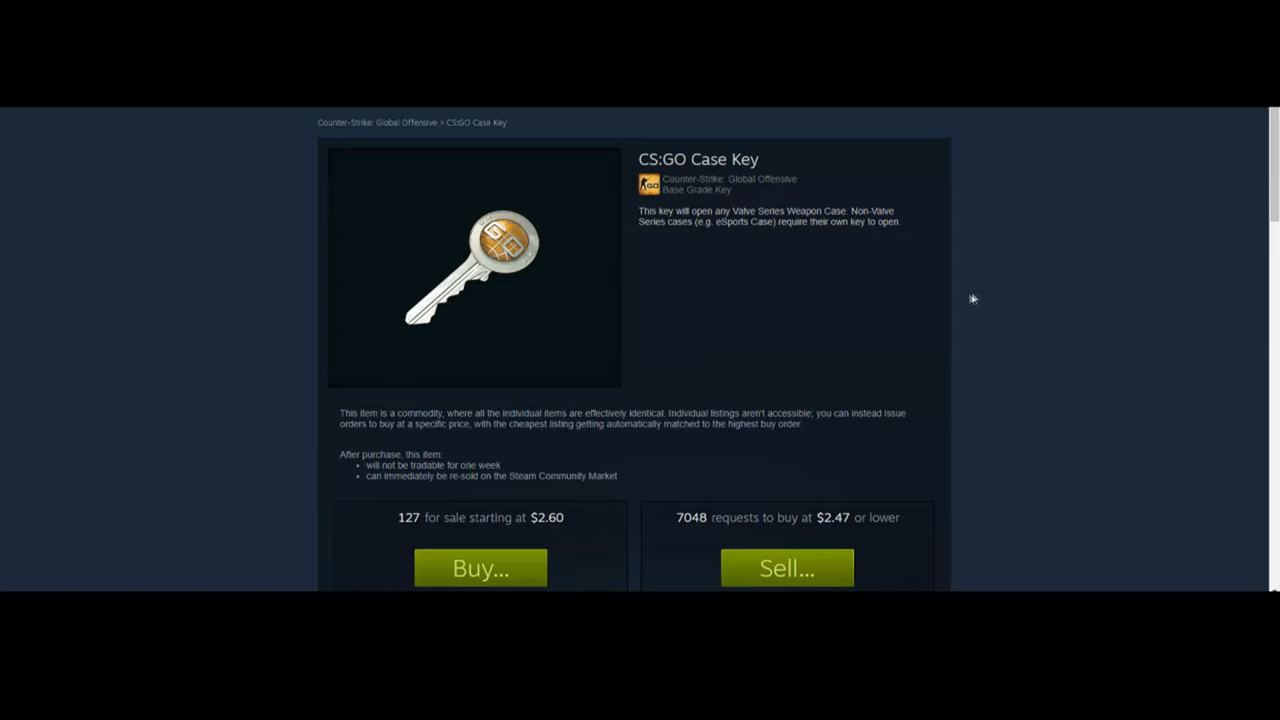 Counter-Strike: Global Offensive > CS:GO Case Key
CS:GO Case Key
Counter-Strike: Global Offensive
Base Grade Key
This key will open any Valve Series Weapon Case. Non-Valve
Series cases (e.g. eSports Case) require their own key to open.
GO
This item is a commodity, where all the individual items are effectively identical. Individual listings aren't accessible; you can instead issue
orders to buy at a specific price, with the cheapest listing getting automatically matched to the highest buy order.
After purchase, this item:
• will not be tradable for one week
• can immediately be re-sold on the Steam Community Market
127 for sale starting at $2.60
7048 requests to buy at $2.47 or lower
Buy...
Sell...